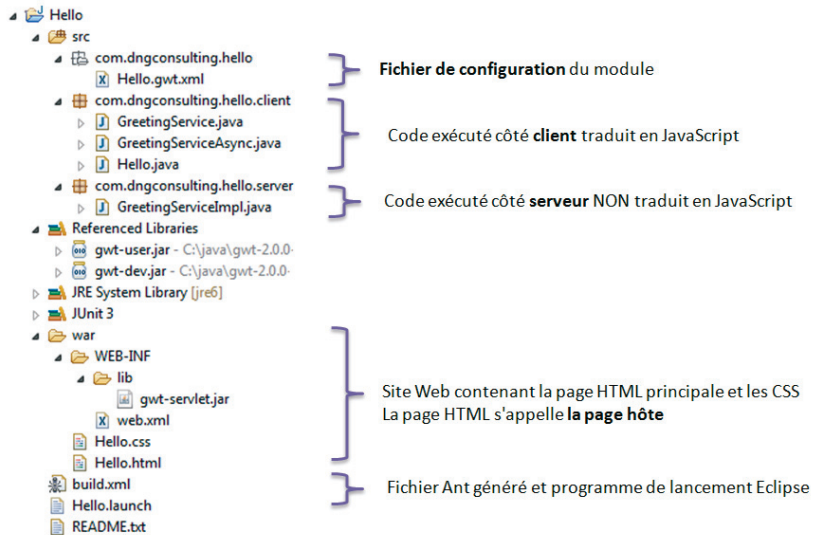 Hello
src
com.dngconsulting.hello
Hello.gwt.xml
Fichier de configuration du module
com.dngconsulting.hello.client
GreetingService.java
GreetingServiceAsync.java
Hello.java
Code exécuté côté client traduit en JavaScript
com.dngconsulting.hello.server
GreetingServiceImpl.java
Code exécuté côté serveur NON traduit en JavaScript
Referenced Libraries
gwt-user.jar - C:\java\gwt-2.0.0-
gwt-dev.jar - C:\java\gwt-2.0.0-
JRE System Library [jre6]
JUnit 3
war
WEB-INF
lib
gwt-servlet.jar
web.xml
Hello.css
Hello.html
Site Web contenant la page HTML principale et les CSS
La page HTML s'appelle la page hôte
build.xml
Hello.launch
README.txt
Fichier Ant généré et programme de lancement Eclipse